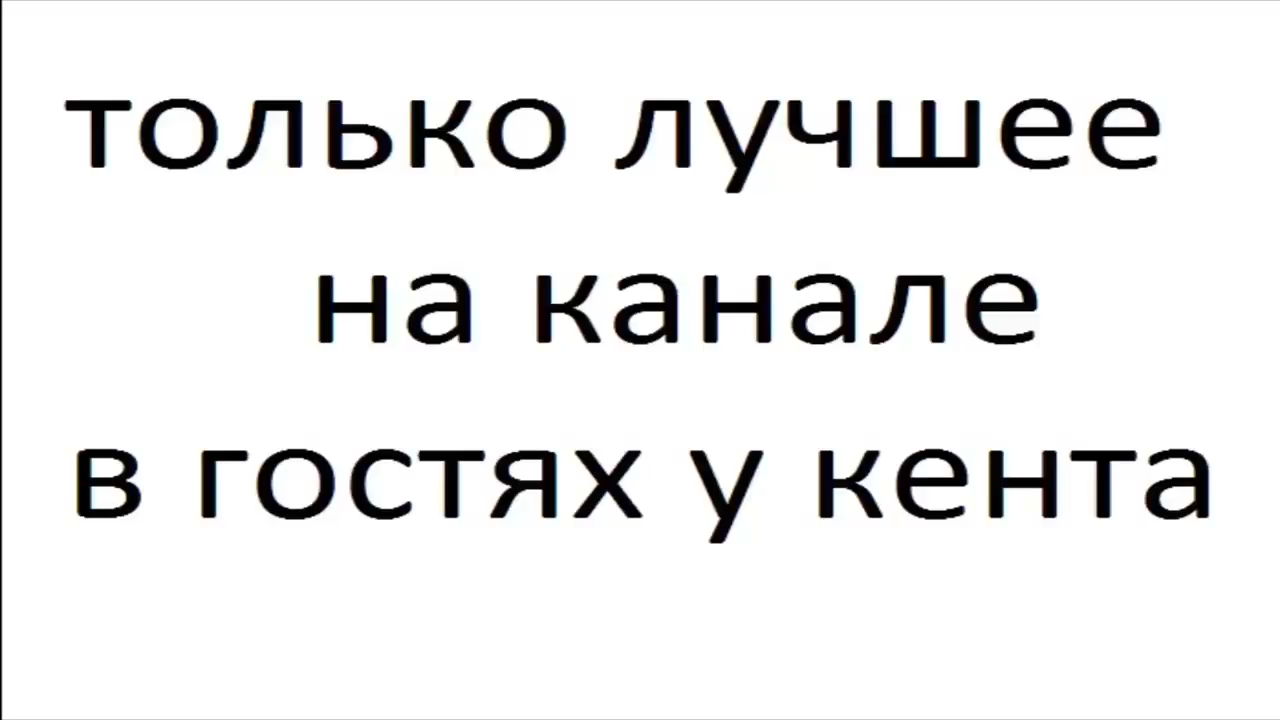 только лучшее
на канале
в гостях у кента